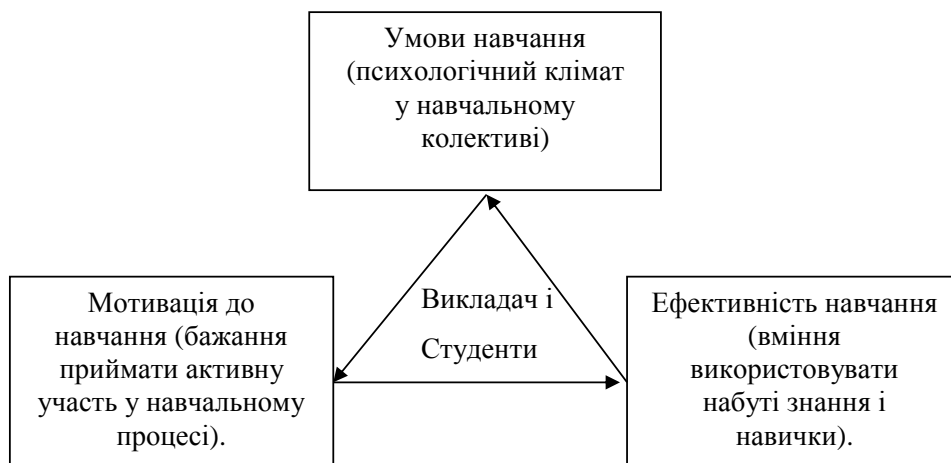 Умови навчання
(психологічний клімат
у навчальному
колективі)
Мотивація до
навчання (бажання
приймати активну
участь у навчальному
процесі).
Викладач і
Студенти
Ефективність навчання
(вміння
використовувати
набуті знання і
навички).